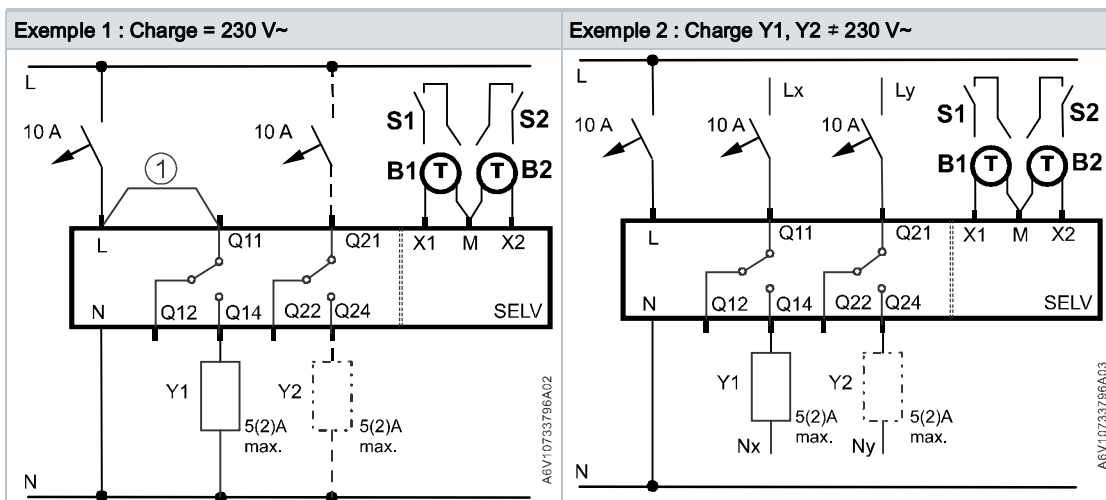 Exemple 1 : Charge = 230 V~
Exemple 2 : Charge Y1, Y2 ≠ 230 V~
L
10 A
10 A
S1
S2
B1
T
T
B2
1
L
Q11
Q21
X1
M
X2
N
Q12
Q14
Q22
Q24
SELV
Y1
Y2
5(2)A
max.
5(2)A
max.
N
A6V10733796A02
L
Lx
Ly
10 A
10 A
10 A
S1
S2
B1
T
T
B2
L
Q11
Q21
X1
M
X2
N
Q12
Q14
Q22
Q24
SELV
Y1
Y2
5(2)A
max.
5(2)A
max.
Nx
Ny
N
A6V10733796A03